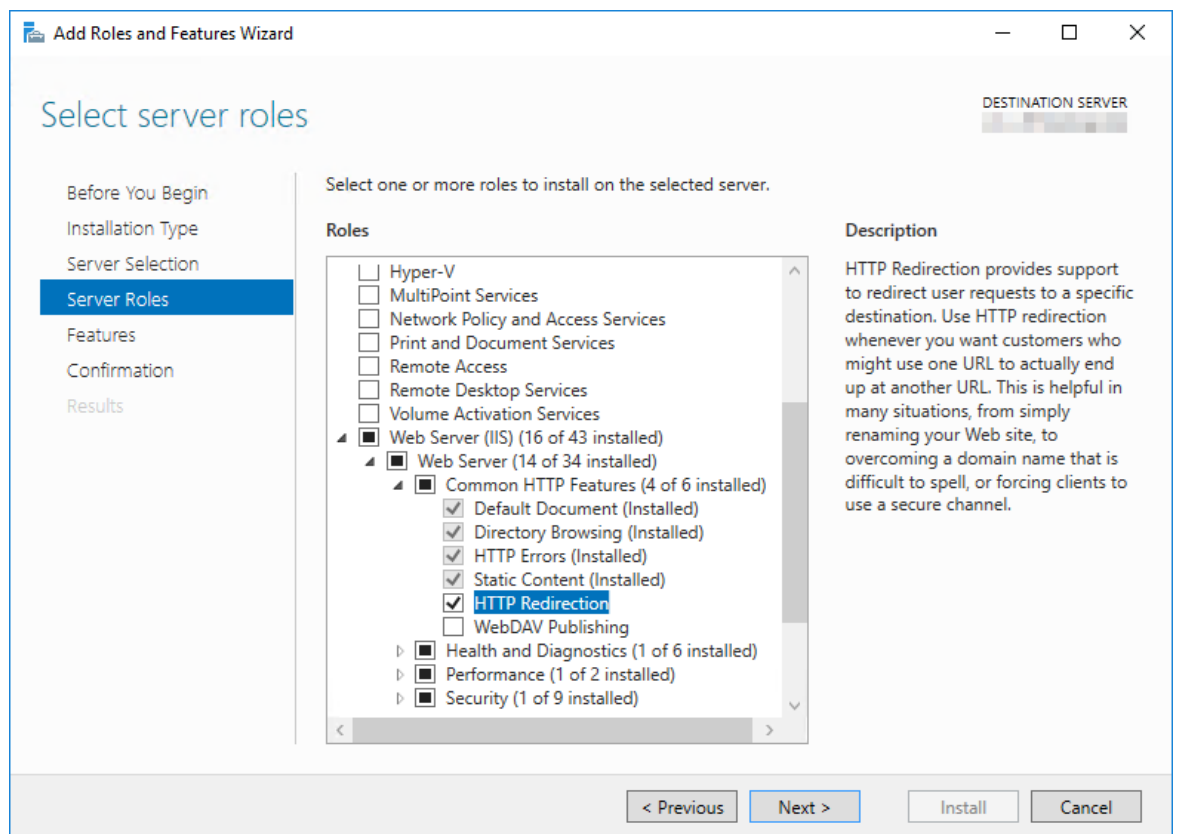 Add Roles and Features Wizard
Select server roles
DESTINATION SERVER
Before You Begin
Installation Type
Server Selection
Server Roles
Features
Confirmation
Results
Select one or more roles to install on the selected server.
Roles
Hyper-V
MultiPoint Services
Network Policy and Access Services
Print and Document Services
Remote Access
Remote Desktop Services
Volume Activation Services
Web Server (IIS) (16 of 43 installed)
Web Server (14 of 34 installed)
Common HTTP Features (4 of 6 installed)
Default Document (Installed)
Directory Browsing (Installed)
HTTP Errors (Installed)
Static Content (Installed)
HTTP Redirection
WebDAV Publishing
Health and Diagnostics (1 of 6 installed)
Performance (1 of 2 installed)
Security (1 of 9 installed)
Description
HTTP Redirection provides support
to redirect user requests to a specific
destination. Use HTTP redirection
whenever you want customers who
might use one URL to actually end
up at another URL. This is helpful in
many situations, from simply
renaming your Web site, to
overcoming a domain name that is
difficult to spell, or forcing clients to
use a secure channel.
< Previous
Next >
Install
Cancel